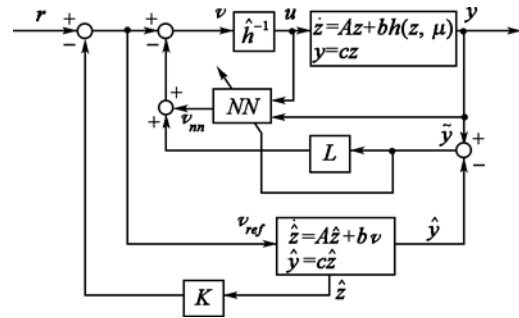 r
v
ĥ⁻¹
u
ż=Az+bh(z, μ)
y=cz
y
+
−
+
−
+
+
v_nn
NN
L
ỹ
+
−
v_ref
ẑ̇=Aẑ+bv
ŷ=cẑ
ŷ
K
ẑ